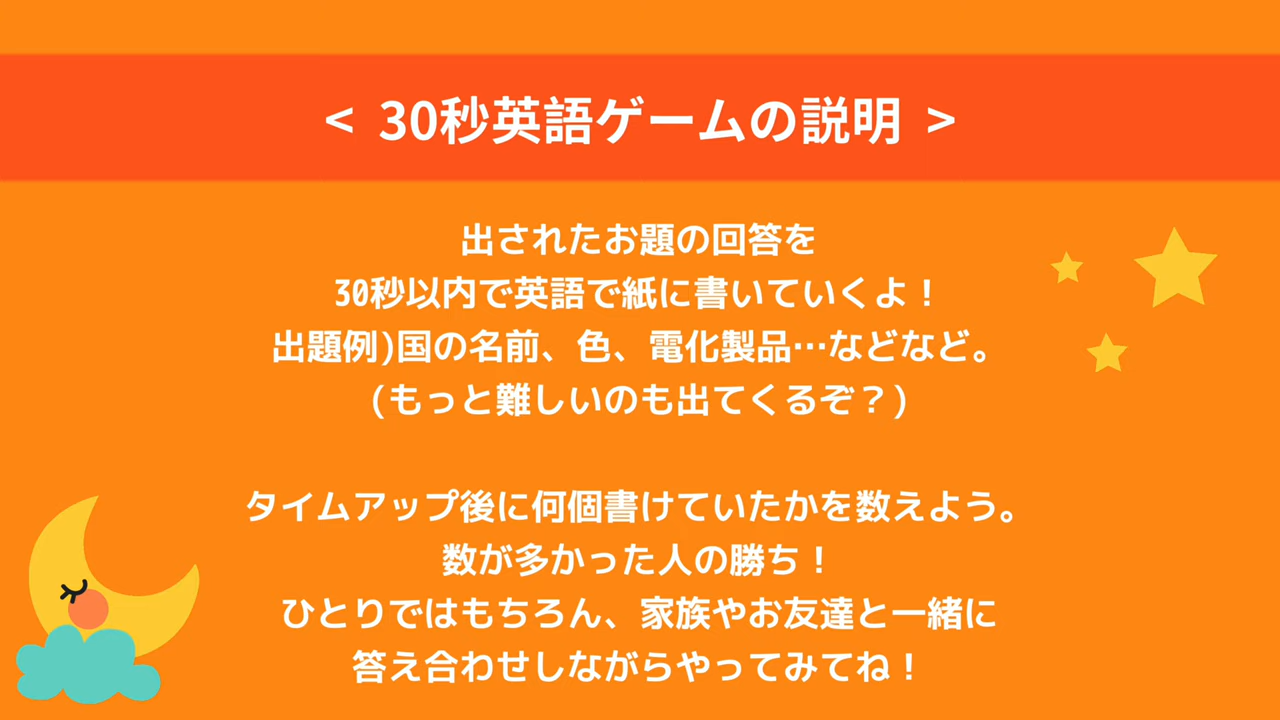 < 30秒英語ゲームの説明 >
出されたお題の回答を
30秒以内で英語で紙に書いていくよ！
出題例)国の名前、色、電化製品…などなど。
(もっと難しいのも出てくるぞ？)
タイムアップ後に何個書けていたかを数えよう。
数が多かった人の勝ち！
ひとりではもちろん、家族やお友達と一緒に
答え合わせしながらやってみてね！